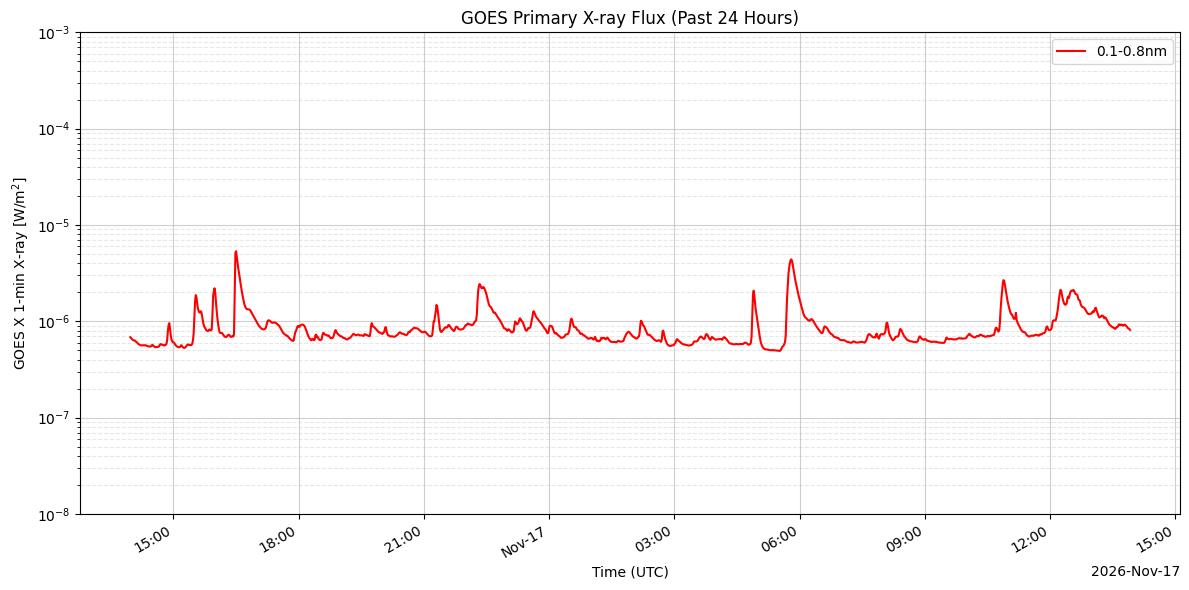 GOES Primary X-ray Flux (Past 24 Hours)
0.1-0.8nm
GOES X 1-min X-ray [W/m²]
10⁻³
10⁻⁴
10⁻⁵
10⁻⁶
10⁻⁷
10⁻⁸
15:00
18:00
21:00
Nov-17
03:00
06:00
09:00
12:00
15:00
Time (UTC)
2026-Nov-17